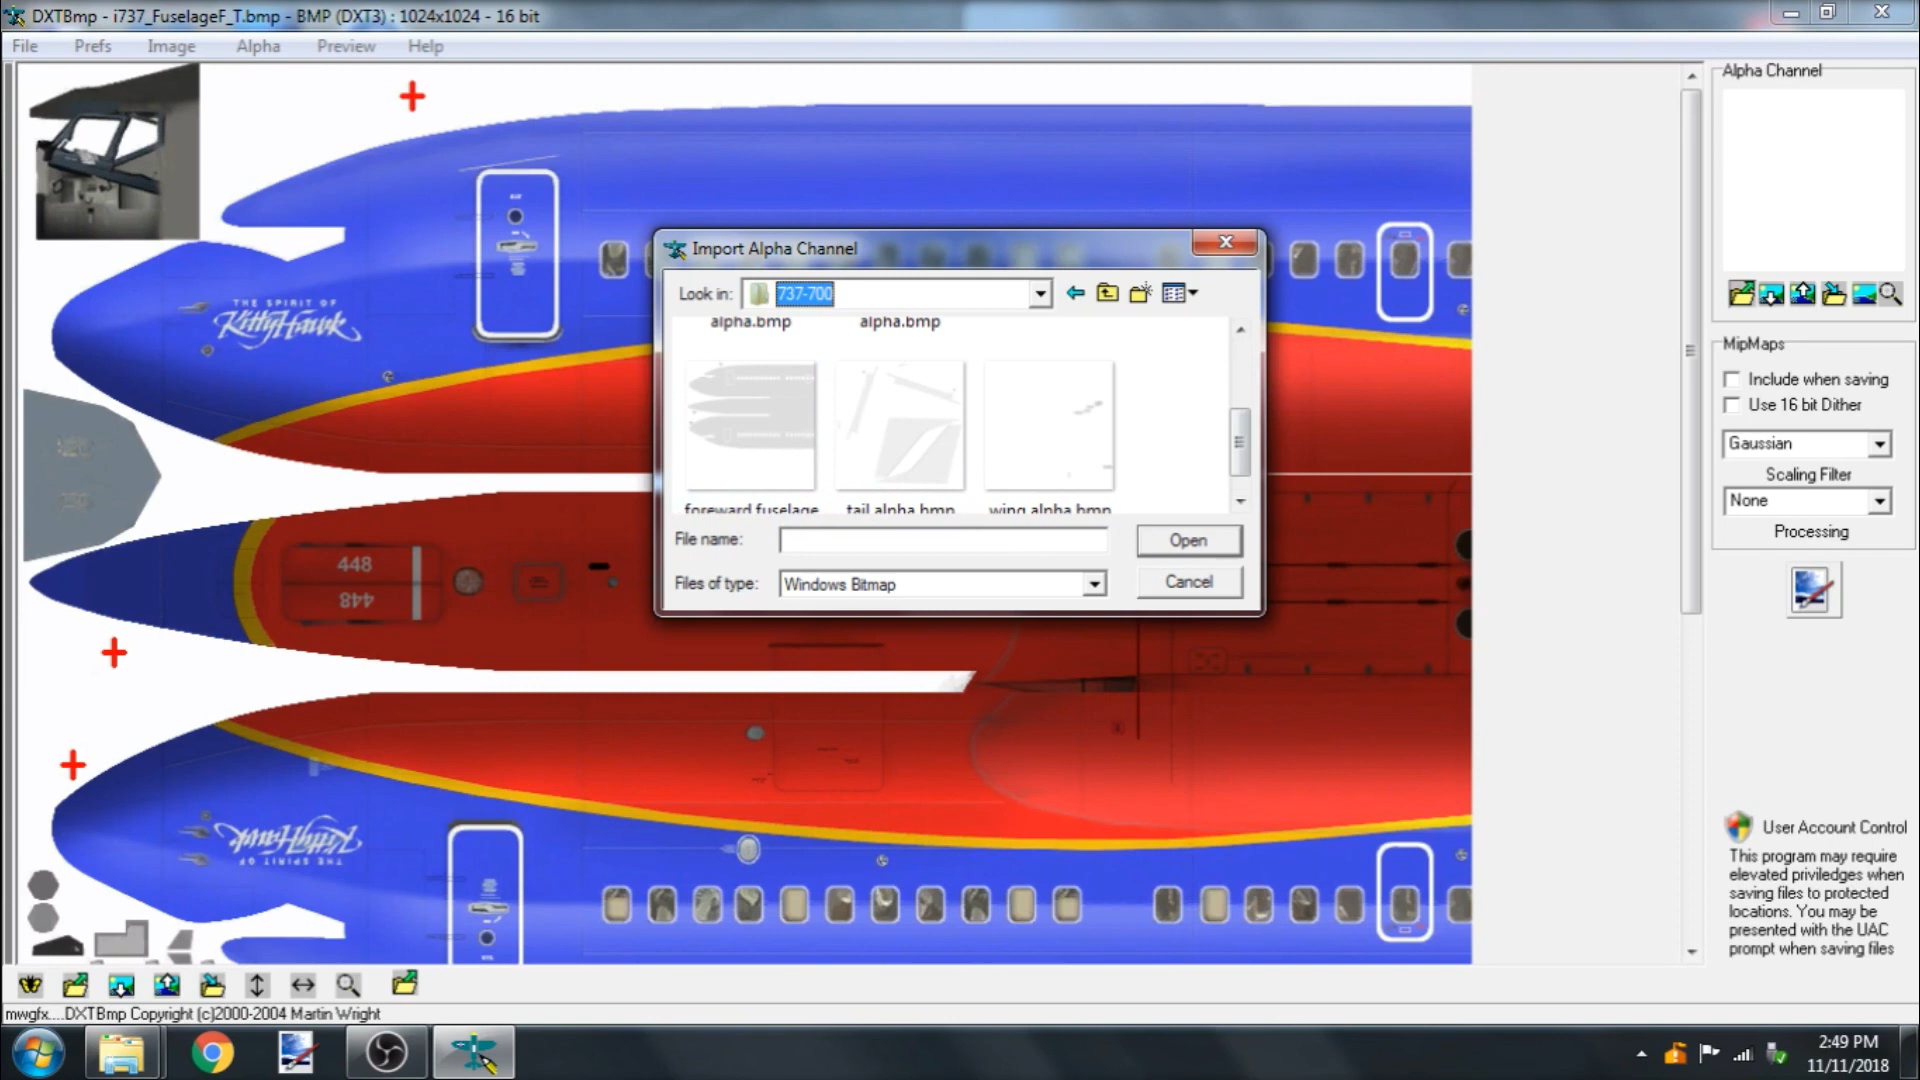 DXTBmp - i737_FuselageF_T.bmp - BMP (DXT3) : 1024x1024 - 16 bit
File Prefs Image Alpha Preview Help
THE SPIRIT OF
KittyHawk
448
448
THE SPIRIT OF
KittyHawk
Import Alpha Channel
Look in: 737-700
alpha.bmp alpha.bmp
foreward fuselage tail alpha.bmp wing alpha.bmp
File name: Open
Files of type: Windows Bitmap Cancel
Alpha Channel
MipMaps
Include when saving
Use 16 bit Dither
Gaussian
Scaling Filter
None
Processing
User Account Control
This program may require
elevated priviledges when
saving files to protected
locations. You may be
presented with the UAC
prompt when saving files
mwgfx....DXTBmp Copyright (c)2000-2004 Martin Wright
2:49 PM
11/11/2018